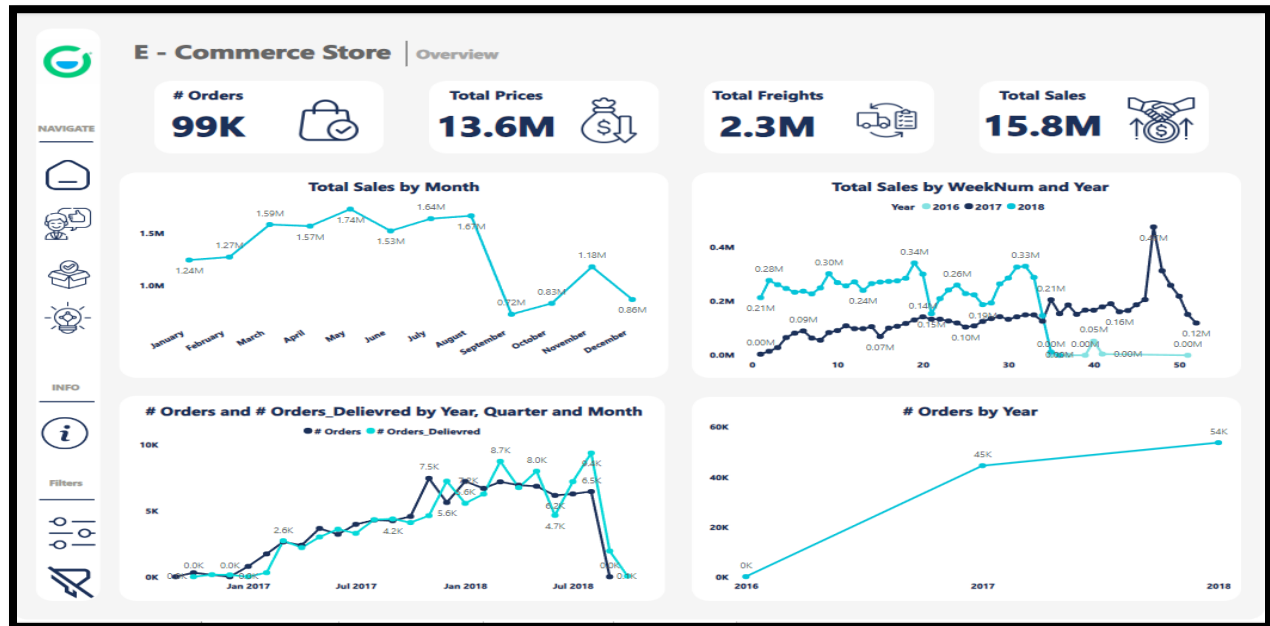 E - Commerce Store Overview
# Orders
99K
Total Prices
13.6M
Total Freights
2.3M
Total Sales
15.8M
NAVIGATE
INFO
Filters
Total Sales by Month
1.5M
1.0M
1.24M
1.27M
1.59M
1.57M
1.74M
1.53M
1.64M
1.67M
0.72M
0.83M
1.18M
0.86M
January
February
March
April
May
June
July
August
September
October
November
December
Total Sales by WeekNum and Year
Year 2016 2017 2018
0.4M
0.2M
0.0M
0.21M
0.28M
0.30M
0.24M
0.34M
0.14M
0.26M
0.33M
0.21M
0.47M
0.00M
0.09M
0.07M
0.15M
0.10M
0.19M
0.16M
0.12M
0.00M
0.00M
0.00M
0.05M
0.00M
0.00M
0 10 20 30 40 50
# Orders and # Orders_Delievred by Year, Quarter and Month
# Orders # Orders_Delievred
10K
5K
0K
0.0K
0.0K
2.6K
4.2K
7.5K
5.6K
8.7K
8.0K
6.2K
4.7K
6.5K
Jan 2017 Jul 2017 Jan 2018 Jul 2018
# Orders by Year
60K
40K
20K
0K
0K
45K
54K
2016 2017 2018